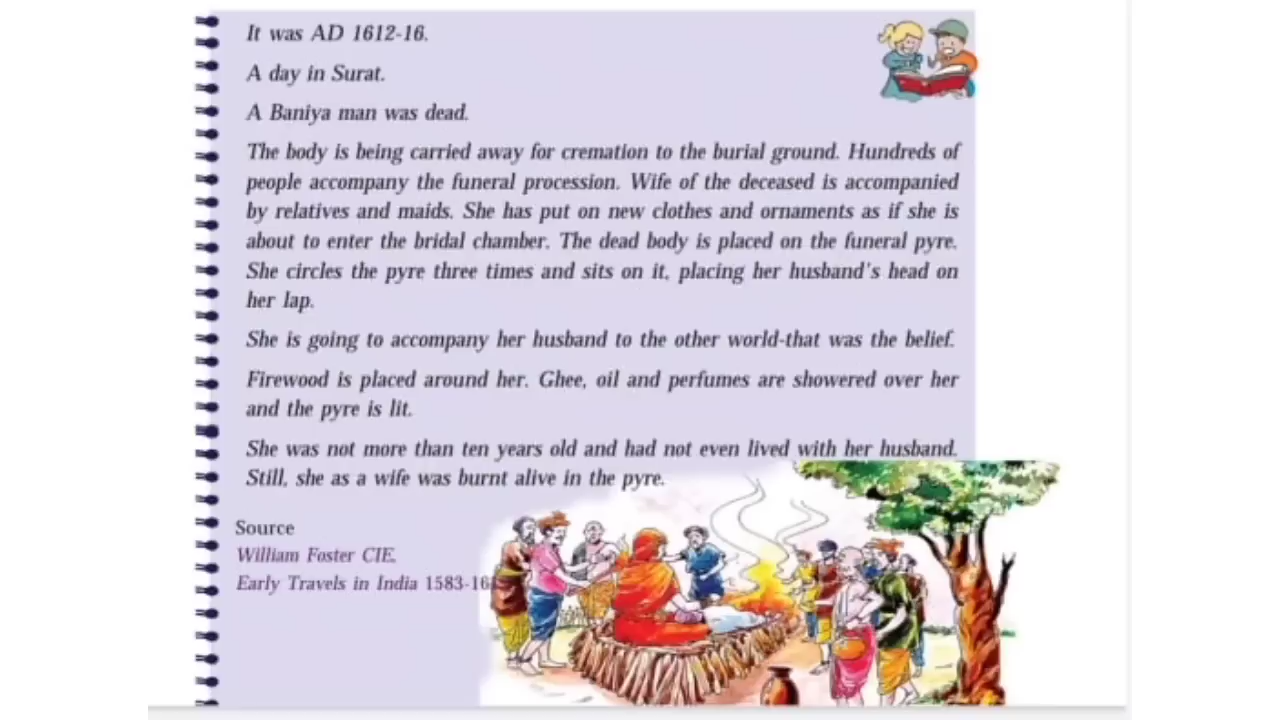 It was AD 1612-16.
A day in Surat.
A Baniya man was dead.
The body is being carried away for cremation to the burial ground. Hundreds of
people accompany the funeral procession. Wife of the deceased is accompanied
by relatives and maids. She has put on new clothes and ornaments as if she is
about to enter the bridal chamber. The dead body is placed on the funeral pyre.
She circles the pyre three times and sits on it, placing her husband's head on
her lap.
She is going to accompany her husband to the other world-that was the belief.
Firewood is placed around her. Ghee, oil and perfumes are showered over her
and the pyre is lit.
She was not more than ten years old and had not even lived with her husband.
Still, she as a wife was burnt alive in the pyre.
Source
William Foster CIE,
Early Travels in India 1583-16